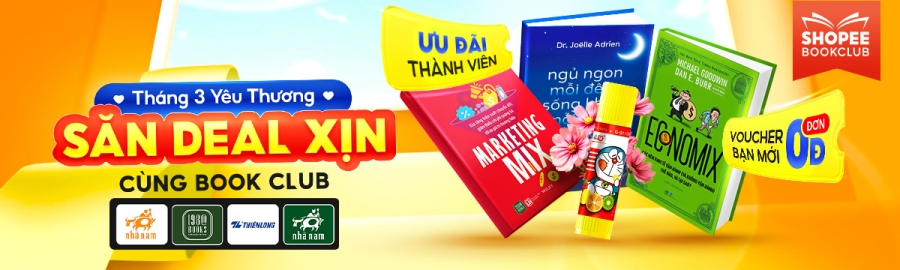 Tháng 3 Yêu Thương
SĂN DEAL XỊN
CÙNG BOOK CLUB
nhã nam
1980
BOOKS
THIÊN LONG
nhã nam
ƯU ĐÃI
THÀNH VIÊN
MARKETING
MIX
Dr. Joëlle Adrien
ngủ ngon
mỗi đê
sống
MICHAEL GOODWIN
DAN E. BURR
ECONOMIX
VOUCHER
BẠN MỚI
ĐƠN
0Đ
SHOPEE
BOOKCLUB